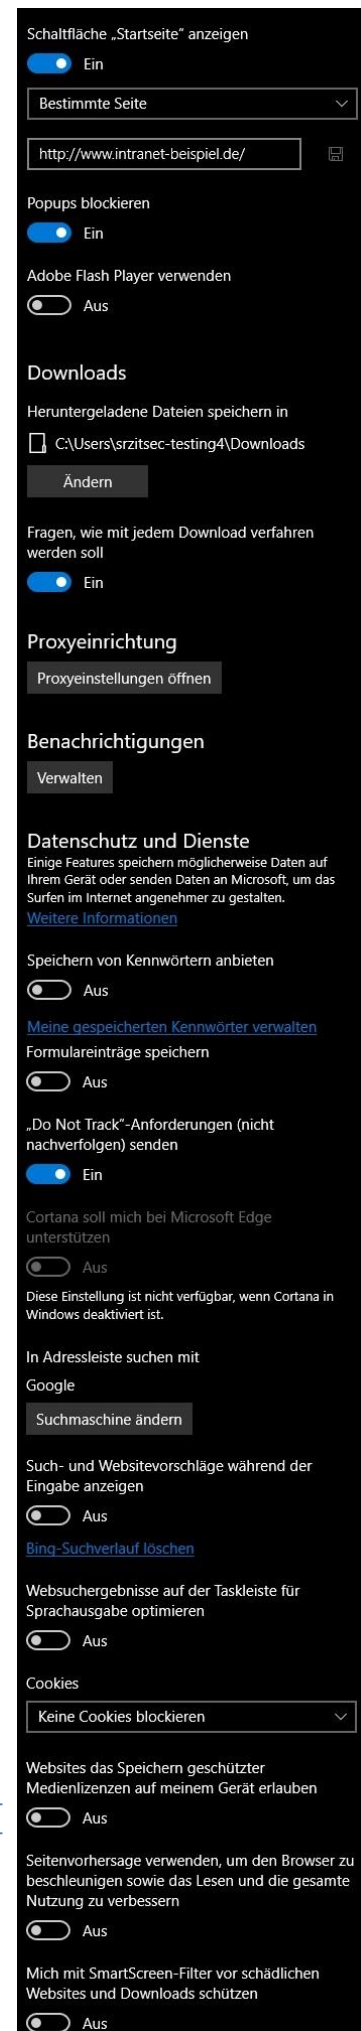 Schaltfläche „Startseite" anzeigen
Ein
Bestimmte Seite
http://www.intranet-beispiel.de/
Popups blockieren
Ein
Adobe Flash Player verwenden
Aus
Downloads
Heruntergeladene Dateien speichern in
C:\Users\srzitsec-testing4\Downloads
Ändern
Fragen, wie mit jedem Download verfahren
werden soll
Ein
Proxyeinrichtung
Proxyeinstellungen öffnen
Benachrichtigungen
Verwalten
Datenschutz und Dienste
Einige Features speichern möglicherweise Daten auf
Ihrem Gerät oder senden Daten an Microsoft, um das
Surfen im Internet angenehmer zu gestalten.
Weitere Informationen
Speichern von Kennwörtern anbieten
Aus
Meine gespeicherten Kennwörter verwalten
Formulareinträge speichern
Aus
„Do Not Track"-Anforderungen (nicht
nachverfolgen) senden
Ein
Cortana soll mich bei Microsoft Edge
unterstützen
Aus
Diese Einstellung ist nicht verfügbar, wenn Cortana in
Windows deaktiviert ist.
In Adressleiste suchen mit
Google
Suchmaschine ändern
Such- und Websitevorschläge während der
Eingabe anzeigen
Aus
Bing-Suchverlauf löschen
Websuchergebnisse auf der Taskleiste für
Sprachausgabe optimieren
Aus
Cookies
Keine Cookies blockieren
Websites das Speichern geschützter
Medienlizenzen auf meinem Gerät erlauben
Aus
Seitenvorhersage verwenden, um den Browser zu
beschleunigen sowie das Lesen und die gesamte
Nutzung zu verbessern
Aus
Mich mit SmartScreen-Filter vor schädlichen
Websites und Downloads schützen
Aus